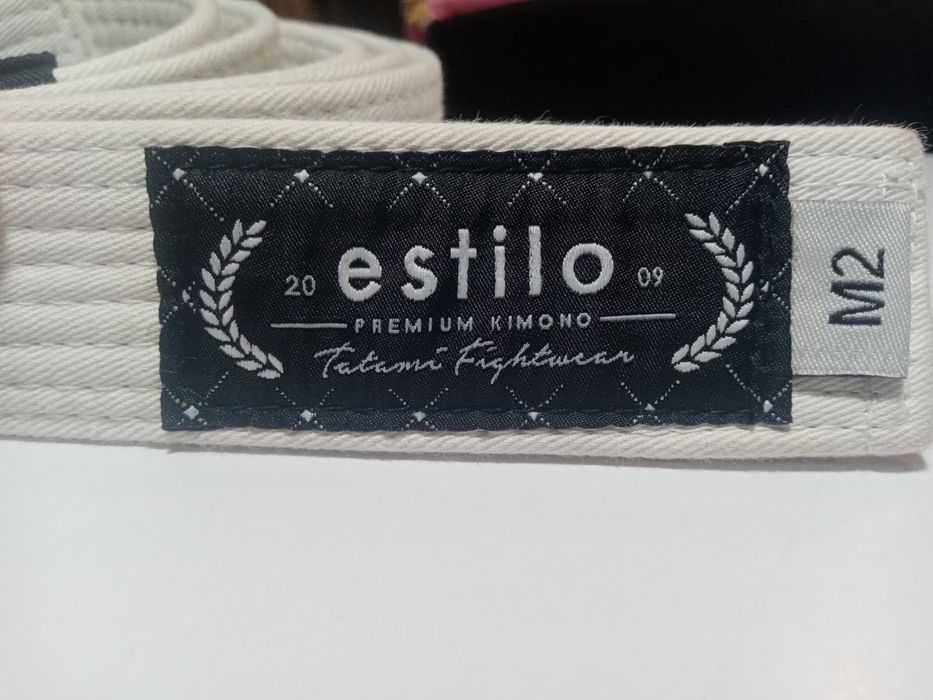 20 estilo 09
PREMIUM KIMONO
Tatami Fightwear
M2